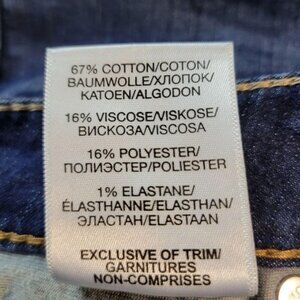 67% COTTON/COTON/
BAUMWOLLE/ХЛОПОК/
KATOEN/ALGODON
16% VISCOSE/VISKOSE/
ВИСКОЗА/VISCOSA
16% POLYESTER/
ПОЛИЭСТЕР/POLIESTER
1% ELASTANE/
ÉLASTHANNE/ELASTHAN/
ЭЛАСТАН/ELASTAAN
EXCLUSIVE OF TRIM/
GARNITURES
NON-COMPRISES